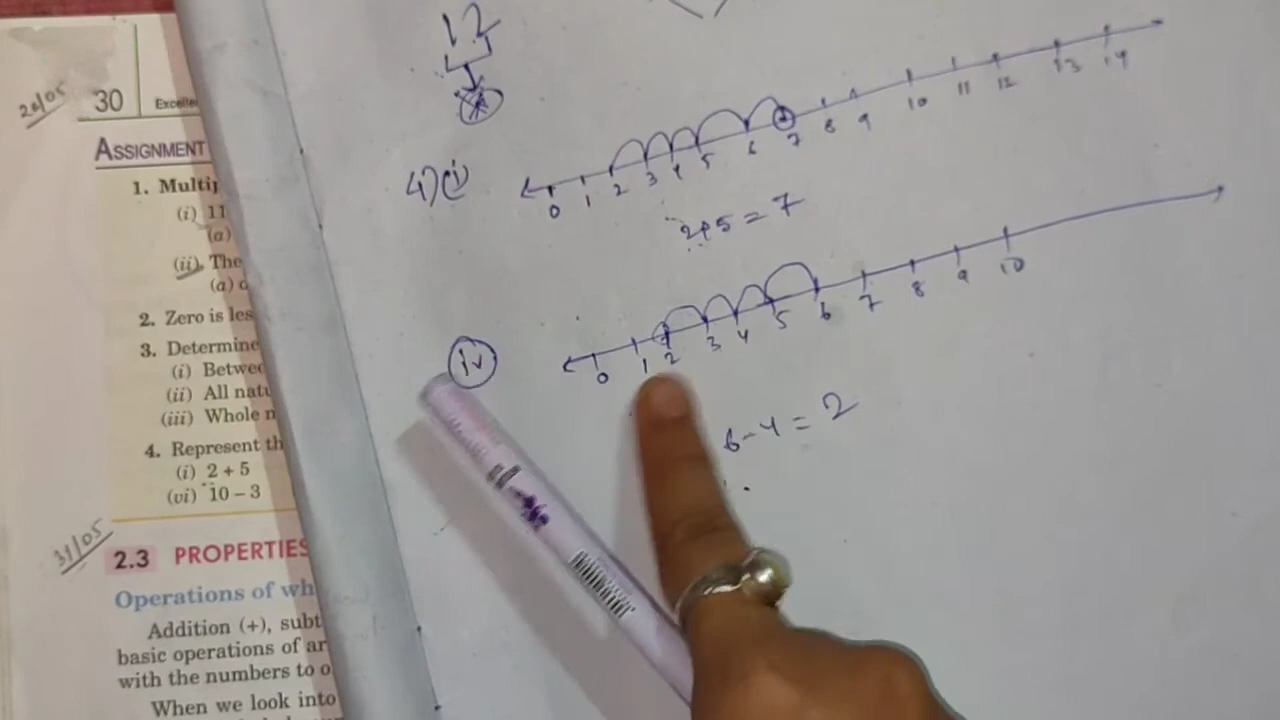 20/05
30 Excelle
ASSIGNMENT
1. Multip
(i) 11
(a)
(ii) The
(a)
2. Zero is les
3. Determine
(i) Betwee
(ii) All natu
(iii) Whole n
4. Represent th
(i) 2 + 5
(vi) 10 – 3
31/05
2.3 PROPERTIES
Operations of wh
Addition (+), subt
basic operations of ar
with the numbers to o
When we look into
12
4) (i)
0 1 2 3 4 5 6 7 8 9 10 11 12 13 14
2+5 = 7
iv
0 1 2 3 4 5 6 7 8 9 10
6-4 = 2